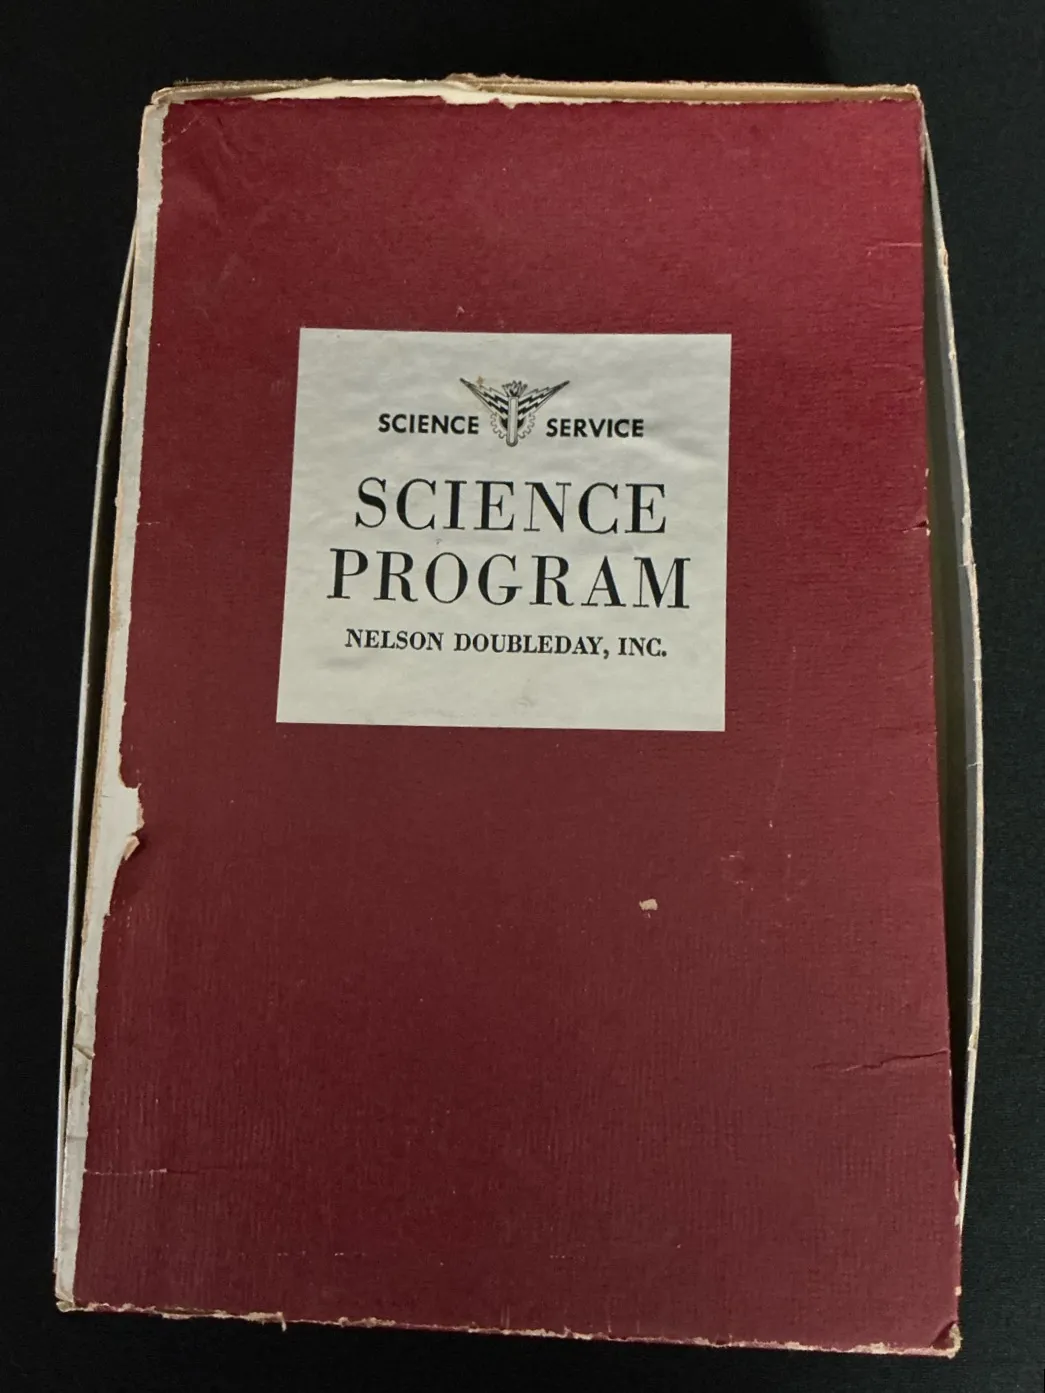 SCIENCE SERVICE
SCIENCE
PROGRAM
NELSON DOUBLEDAY, INC.